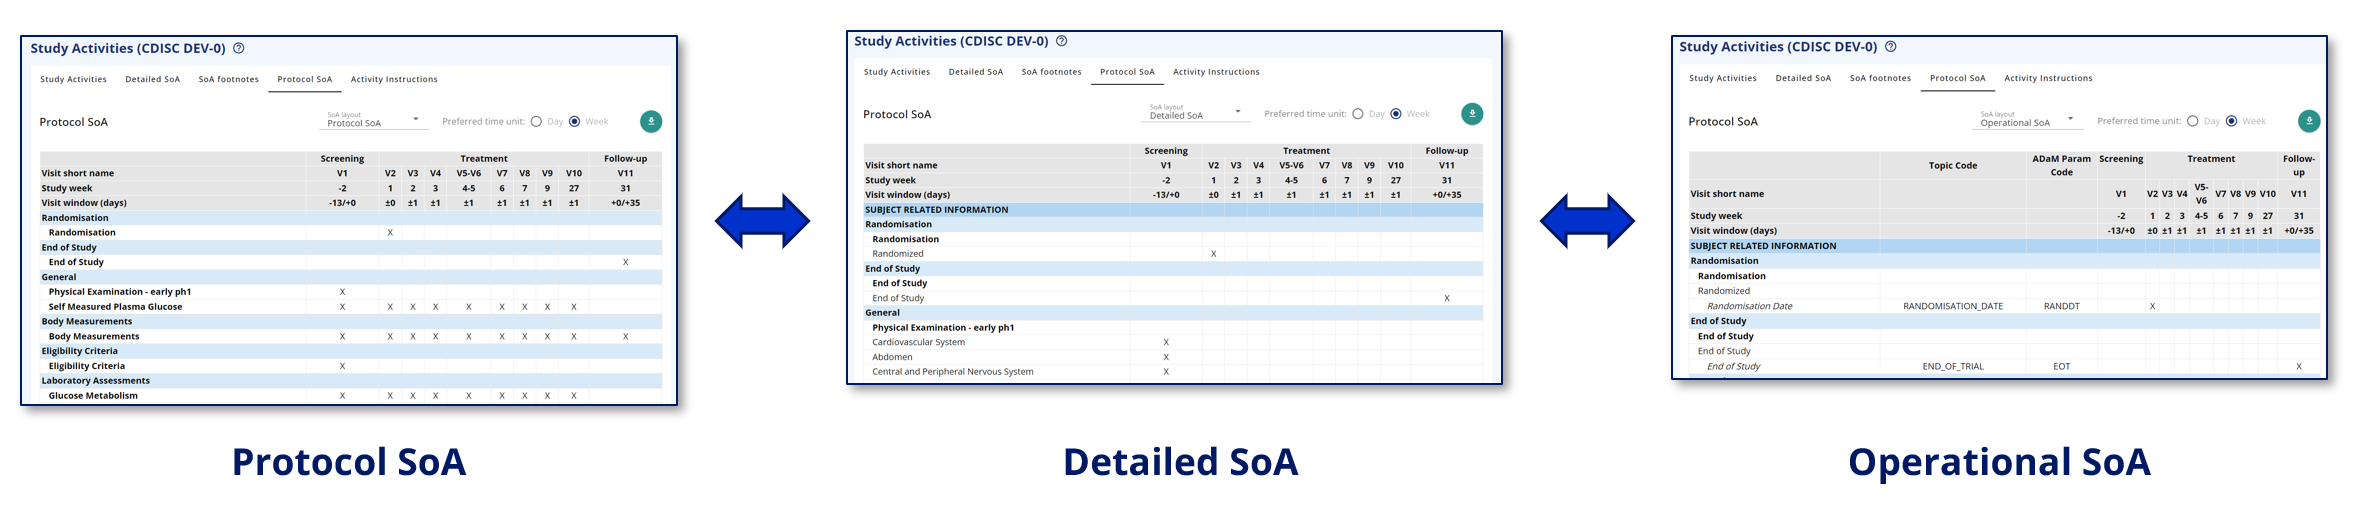 Study Activities (CDISC DEV-0)
Study Activities Detailed SoA SoA footnotes Protocol SoA Activity Instructions
Protocol SoA
SoA layout
Protocol SoA
Preferred time unit: Day Week
Screening Treatment Follow-up
Visit short name V1 V2 V3 V4 V5-V6 V7 V8 V9 V10 V11
Study week -2 1 2 3 4-5 6 7 9 27 31
Visit window (days) -13/+0 ±0 ±1 ±1 ±1 ±1 ±1 ±1 ±1 +0/+35
Randomisation
Randomisation X
End of Study
End of Study X
General
Physical Examination - early ph1 X
Self Measured Plasma Glucose X X X X X X X X X
Body Measurements
Body Measurements X X X X X X X X X X
Eligibility Criteria
Eligibility Criteria X
Laboratory Assessments
Glucose Metabolism X X X X X X X X X
Protocol SoA
Study Activities (CDISC DEV-0)
Study Activities Detailed SoA SoA footnotes Protocol SoA Activity Instructions
Protocol SoA
SoA layout
Detailed SoA
Preferred time unit: Day Week
Screening Treatment Follow-up
Visit short name V1 V2 V3 V4 V5-V6 V7 V8 V9 V10 V11
Study week -2 1 2 3 4-5 6 7 9 27 31
Visit window (days) -13/+0 ±0 ±1 ±1 ±1 ±1 ±1 ±1 ±1 +0/+35
SUBJECT RELATED INFORMATION
Randomisation
Randomisation
Randomized X
End of Study
End of Study
End of Study X
General
Physical Examination - early ph1
Cardiovascular System X
Abdomen X
Central and Peripheral Nervous System X
Detailed SoA
Study Activities (CDISC DEV-0)
Study Activities Detailed SoA SoA footnotes Protocol SoA Activity Instructions
Protocol SoA
SoA layout
Operational SoA
Preferred time unit: Day Week
Topic Code ADaM Param Code Screening Treatment Follow-up
Visit short name V1 V2 V3 V4 V5-V6 V7 V8 V9 V10 V11
Study week -2 1 2 3 4-5 6 7 9 27 31
Visit window (days) -13/+0 ±0 ±1 ±1 ±1 ±1 ±1 ±1 ±1 +0/+35
SUBJECT RELATED INFORMATION
Randomisation
Randomisation
Randomized
Randomisation Date RANDOMISATION_DATE RANDDT X
End of Study
End of Study
End of Study
End of Study END_OF_TRIAL EOT X
Operational SoA